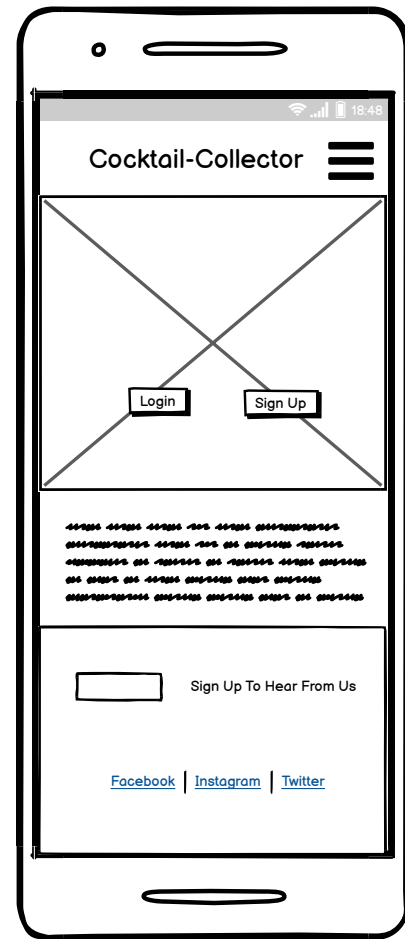 18:48
Cocktail-Collector
Login
Sign Up
Sign Up To Hear From Us
Facebook | Instagram | Twitter